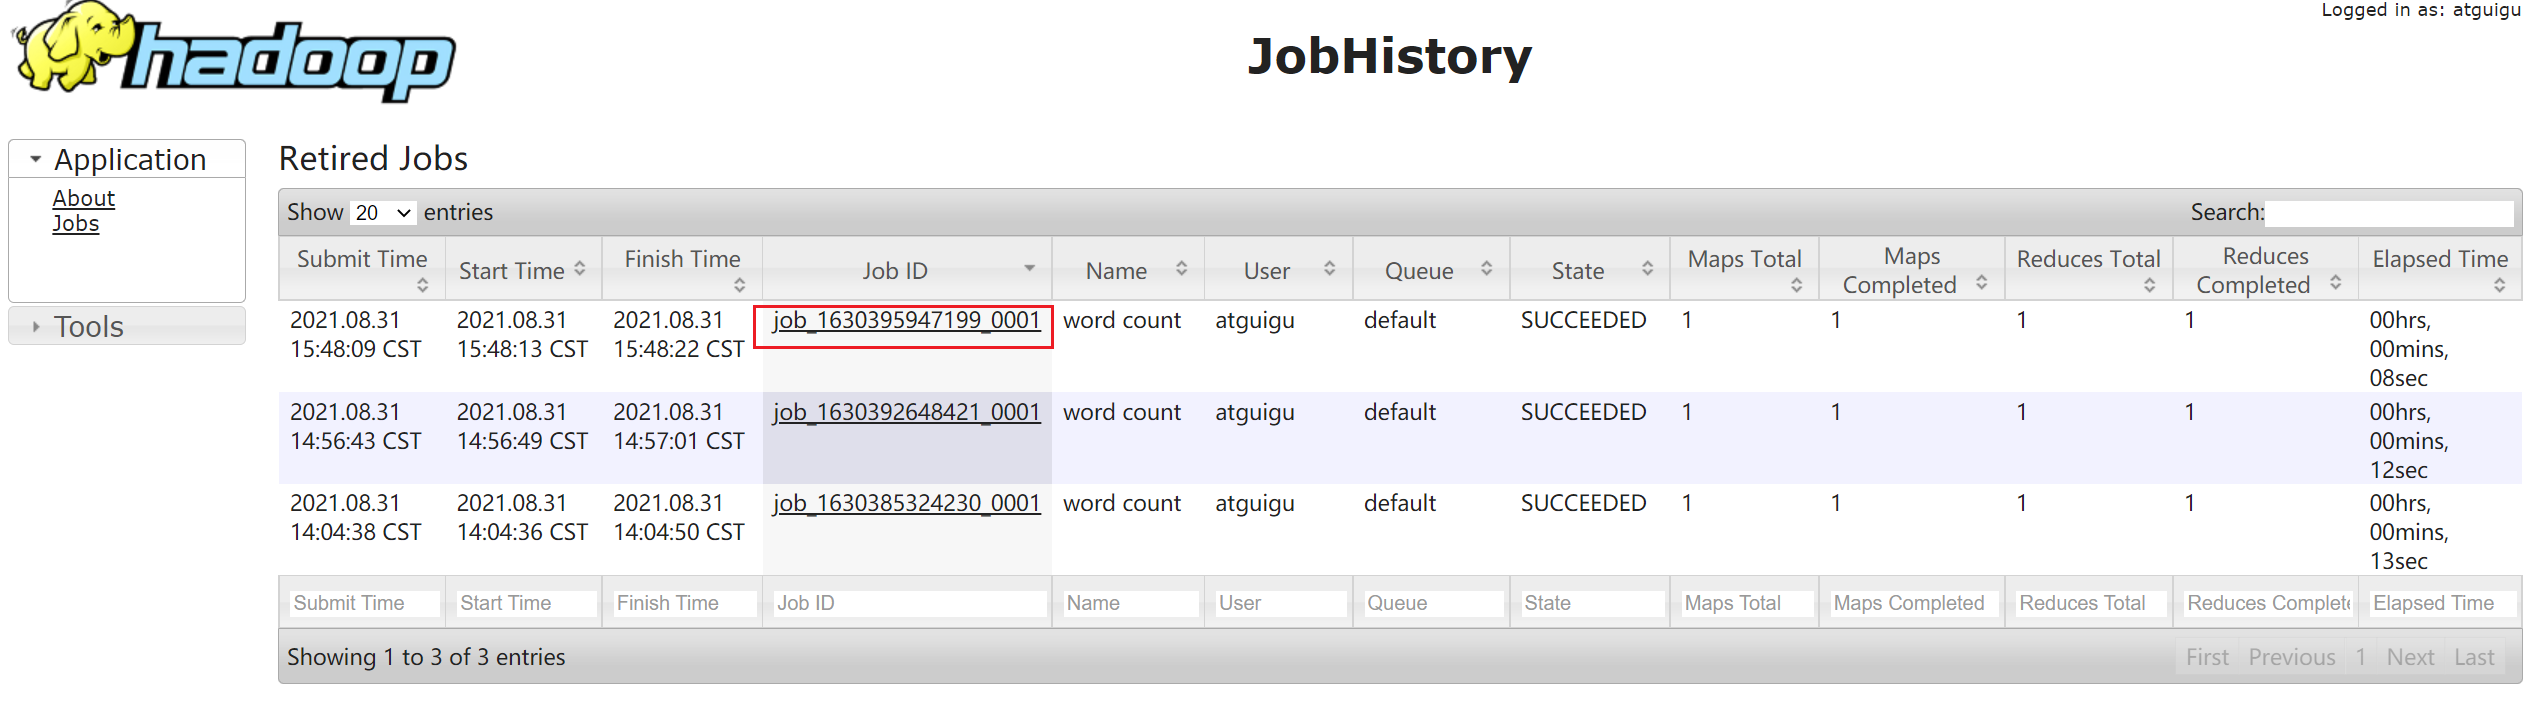 Logged in as: atguigu
hadoop
JobHistory
Application
About
Jobs
Tools
Retired Jobs
Show 20 entries Search:
Submit Time Start Time Finish Time Job ID Name User Queue State Maps Total Maps Completed Reduces Total Reduces Completed Elapsed Time
2021.08.31 2021.08.31 2021.08.31 job_1630395947199_0001 word count atguigu default SUCCEEDED 1 1 1 1 00hrs,
15:48:09 CST 15:48:13 CST 15:48:22 CST 00mins,
08sec
2021.08.31 2021.08.31 2021.08.31 job_1630392648421_0001 word count atguigu default SUCCEEDED 1 1 1 1 00hrs,
14:56:43 CST 14:56:49 CST 14:57:01 CST 00mins,
12sec
2021.08.31 2021.08.31 2021.08.31 job_1630385324230_0001 word count atguigu default SUCCEEDED 1 1 1 1 00hrs,
14:04:38 CST 14:04:36 CST 14:04:50 CST 00mins,
13sec
Submit Time Start Time Finish Time Job ID Name User Queue State Maps Total Maps Completed Reduces Total Reduces Complete Elapsed Time
Showing 1 to 3 of 3 entries First Previous 1 Next Last